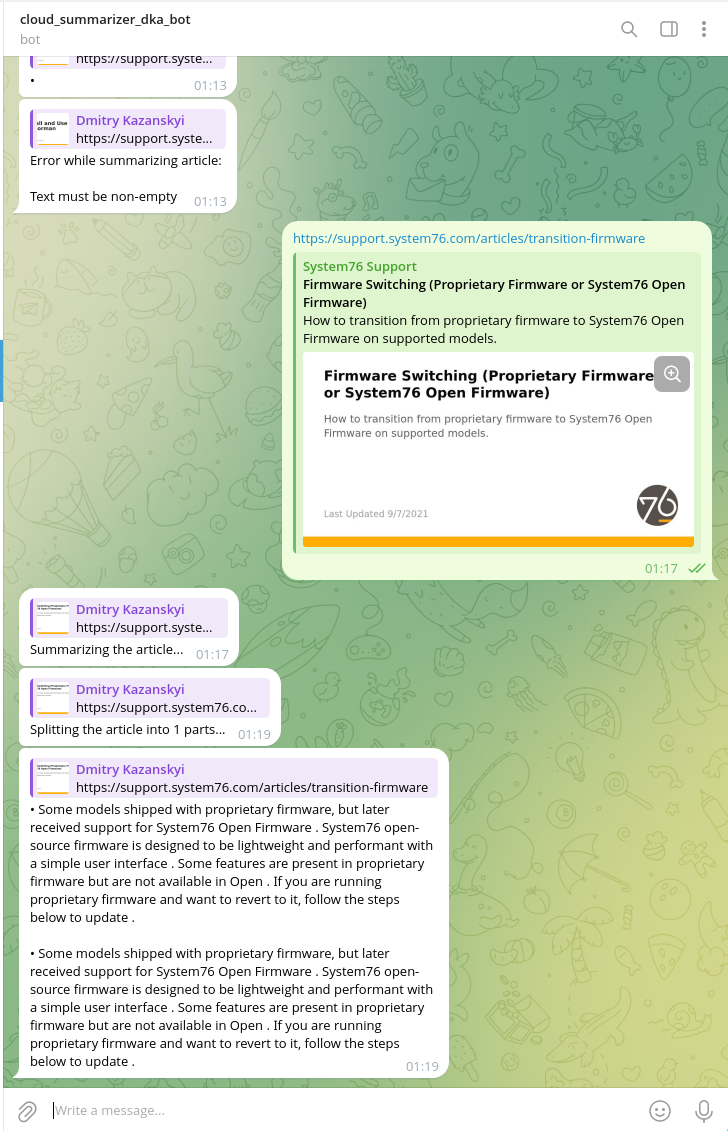 cloud_summarizer_dka_bot
bot
https://support.syste...
•
01:13
Dmitry Kazanskyi
https://support.syste...
Error while summarizing article:
Text must be non-empty
01:13
https://support.system76.com/articles/transition-firmware
System76 Support
Firmware Switching (Proprietary Firmware or System76 Open
Firmware)
How to transition from proprietary firmware to System76 Open
Firmware on supported models.
Firmware Switching (Proprietary Firmware
or System76 Open Firmware)
How to transition from proprietary firmware to System76 Open
Firmware on supported models.
Last Updated 9/7/2021
76
01:17
Dmitry Kazanskyi
https://support.syste...
Summarizing the article...
01:17
Dmitry Kazanskyi
https://support.system76.co...
Splitting the article into 1 parts...
01:19
Dmitry Kazanskyi
https://support.system76.com/articles/transition-firmware
• Some models shipped with proprietary firmware, but later
received support for System76 Open Firmware . System76 open-
source firmware is designed to be lightweight and performant with
a simple user interface . Some features are present in proprietary
firmware but are not available in Open . If you are running
proprietary firmware and want to revert to it, follow the steps
below to update .
• Some models shipped with proprietary firmware, but later
received support for System76 Open Firmware . System76 open-
source firmware is designed to be lightweight and performant with
a simple user interface . Some features are present in proprietary
firmware but are not available in Open . If you are running
proprietary firmware and want to revert to it, follow the steps
below to update .
01:19
Write a message...